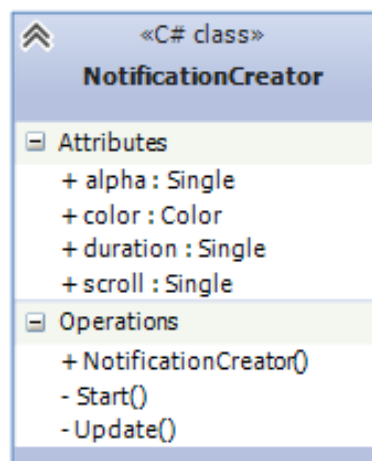 «C# class»
NotificationCreator
Attributes
+ alpha : Single
+ color : Color
+ duration : Single
+ scroll : Single
Operations
+ NotificationCreator()
- Start()
- Update()